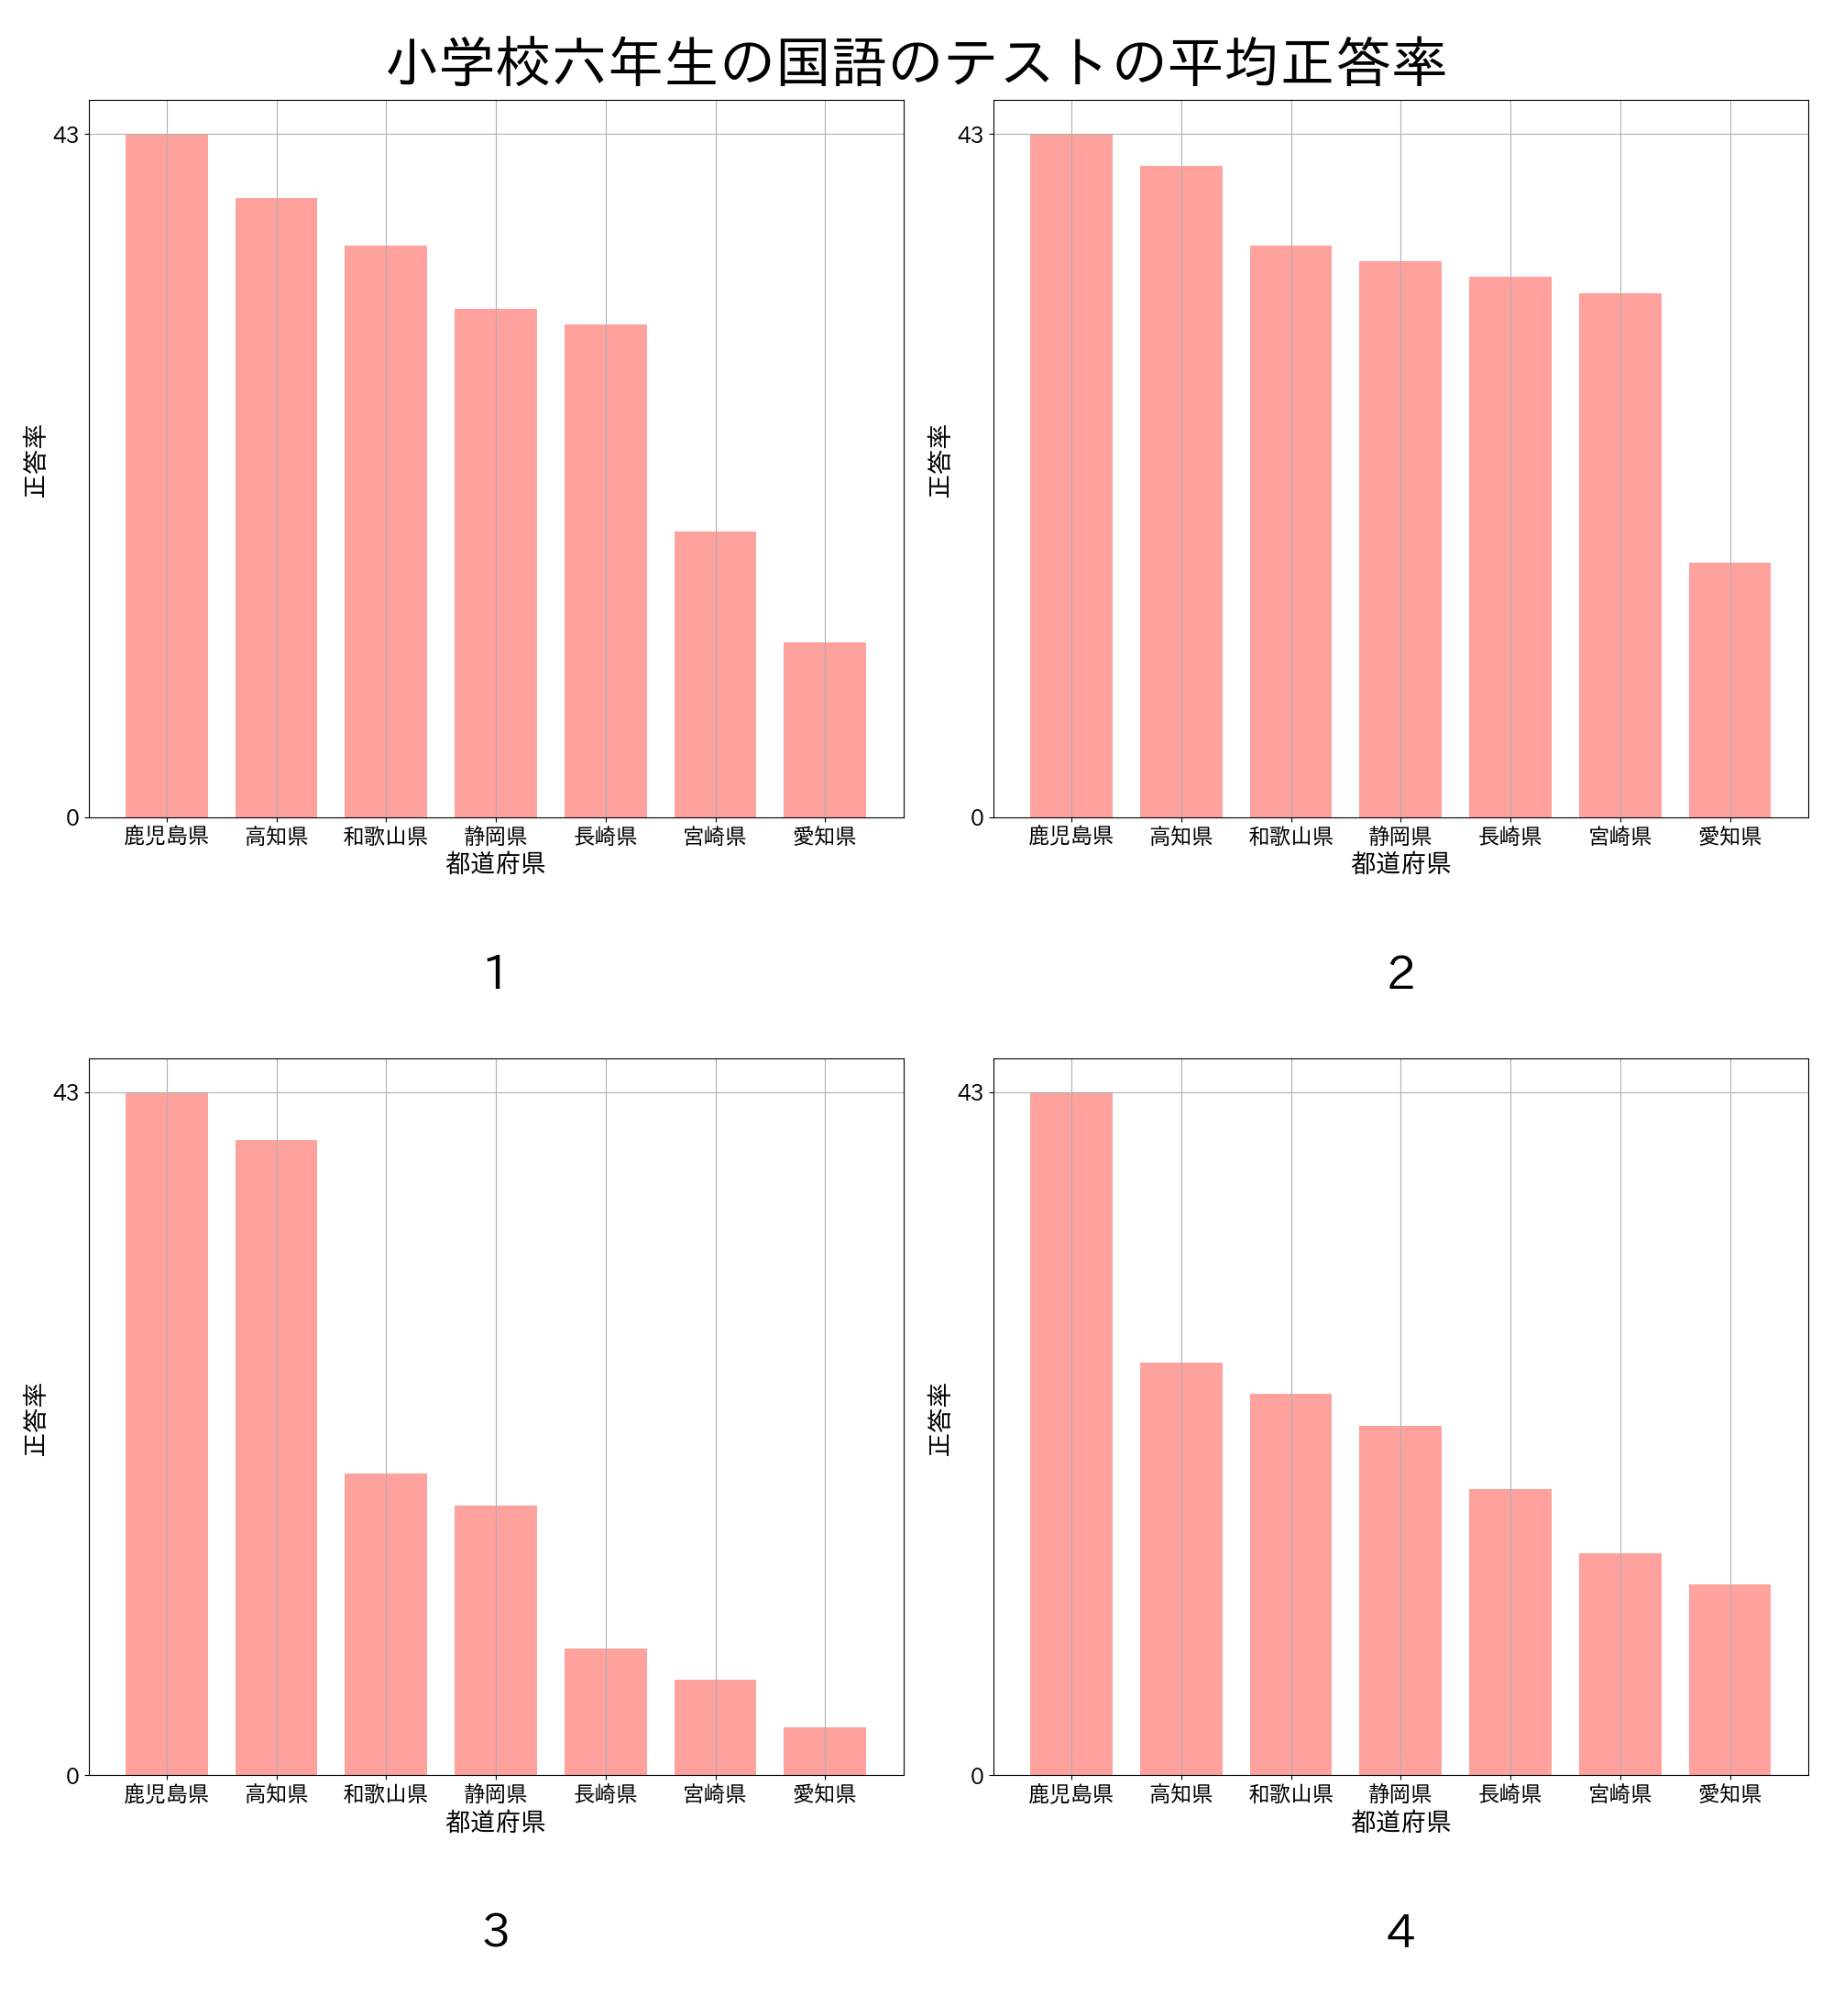 小学校六年生の国語のテストの平均正答率
43
正答率
0
鹿児島県 高知県 和歌山県 静岡県 長崎県 宮崎県 愛知県
都道府県
1
43
正答率
0
鹿児島県 高知県 和歌山県 静岡県 長崎県 宮崎県 愛知県
都道府県
2
43
正答率
0
鹿児島県 高知県 和歌山県 静岡県 長崎県 宮崎県 愛知県
都道府県
3
43
正答率
0
鹿児島県 高知県 和歌山県 静岡県 長崎県 宮崎県 愛知県
都道府県
4